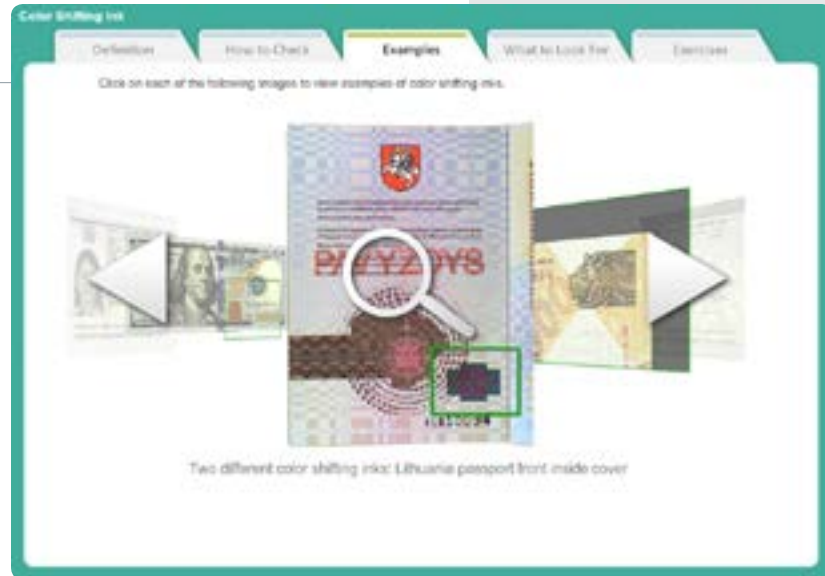 Color Shifting Ink
Definition
How to Check
Examples
What to Look For
Exercises
Click on each of the following images to view examples of color shifting inks.
PAVYZDYS
Two different color shifting inks: Lithuania passport front inside cover